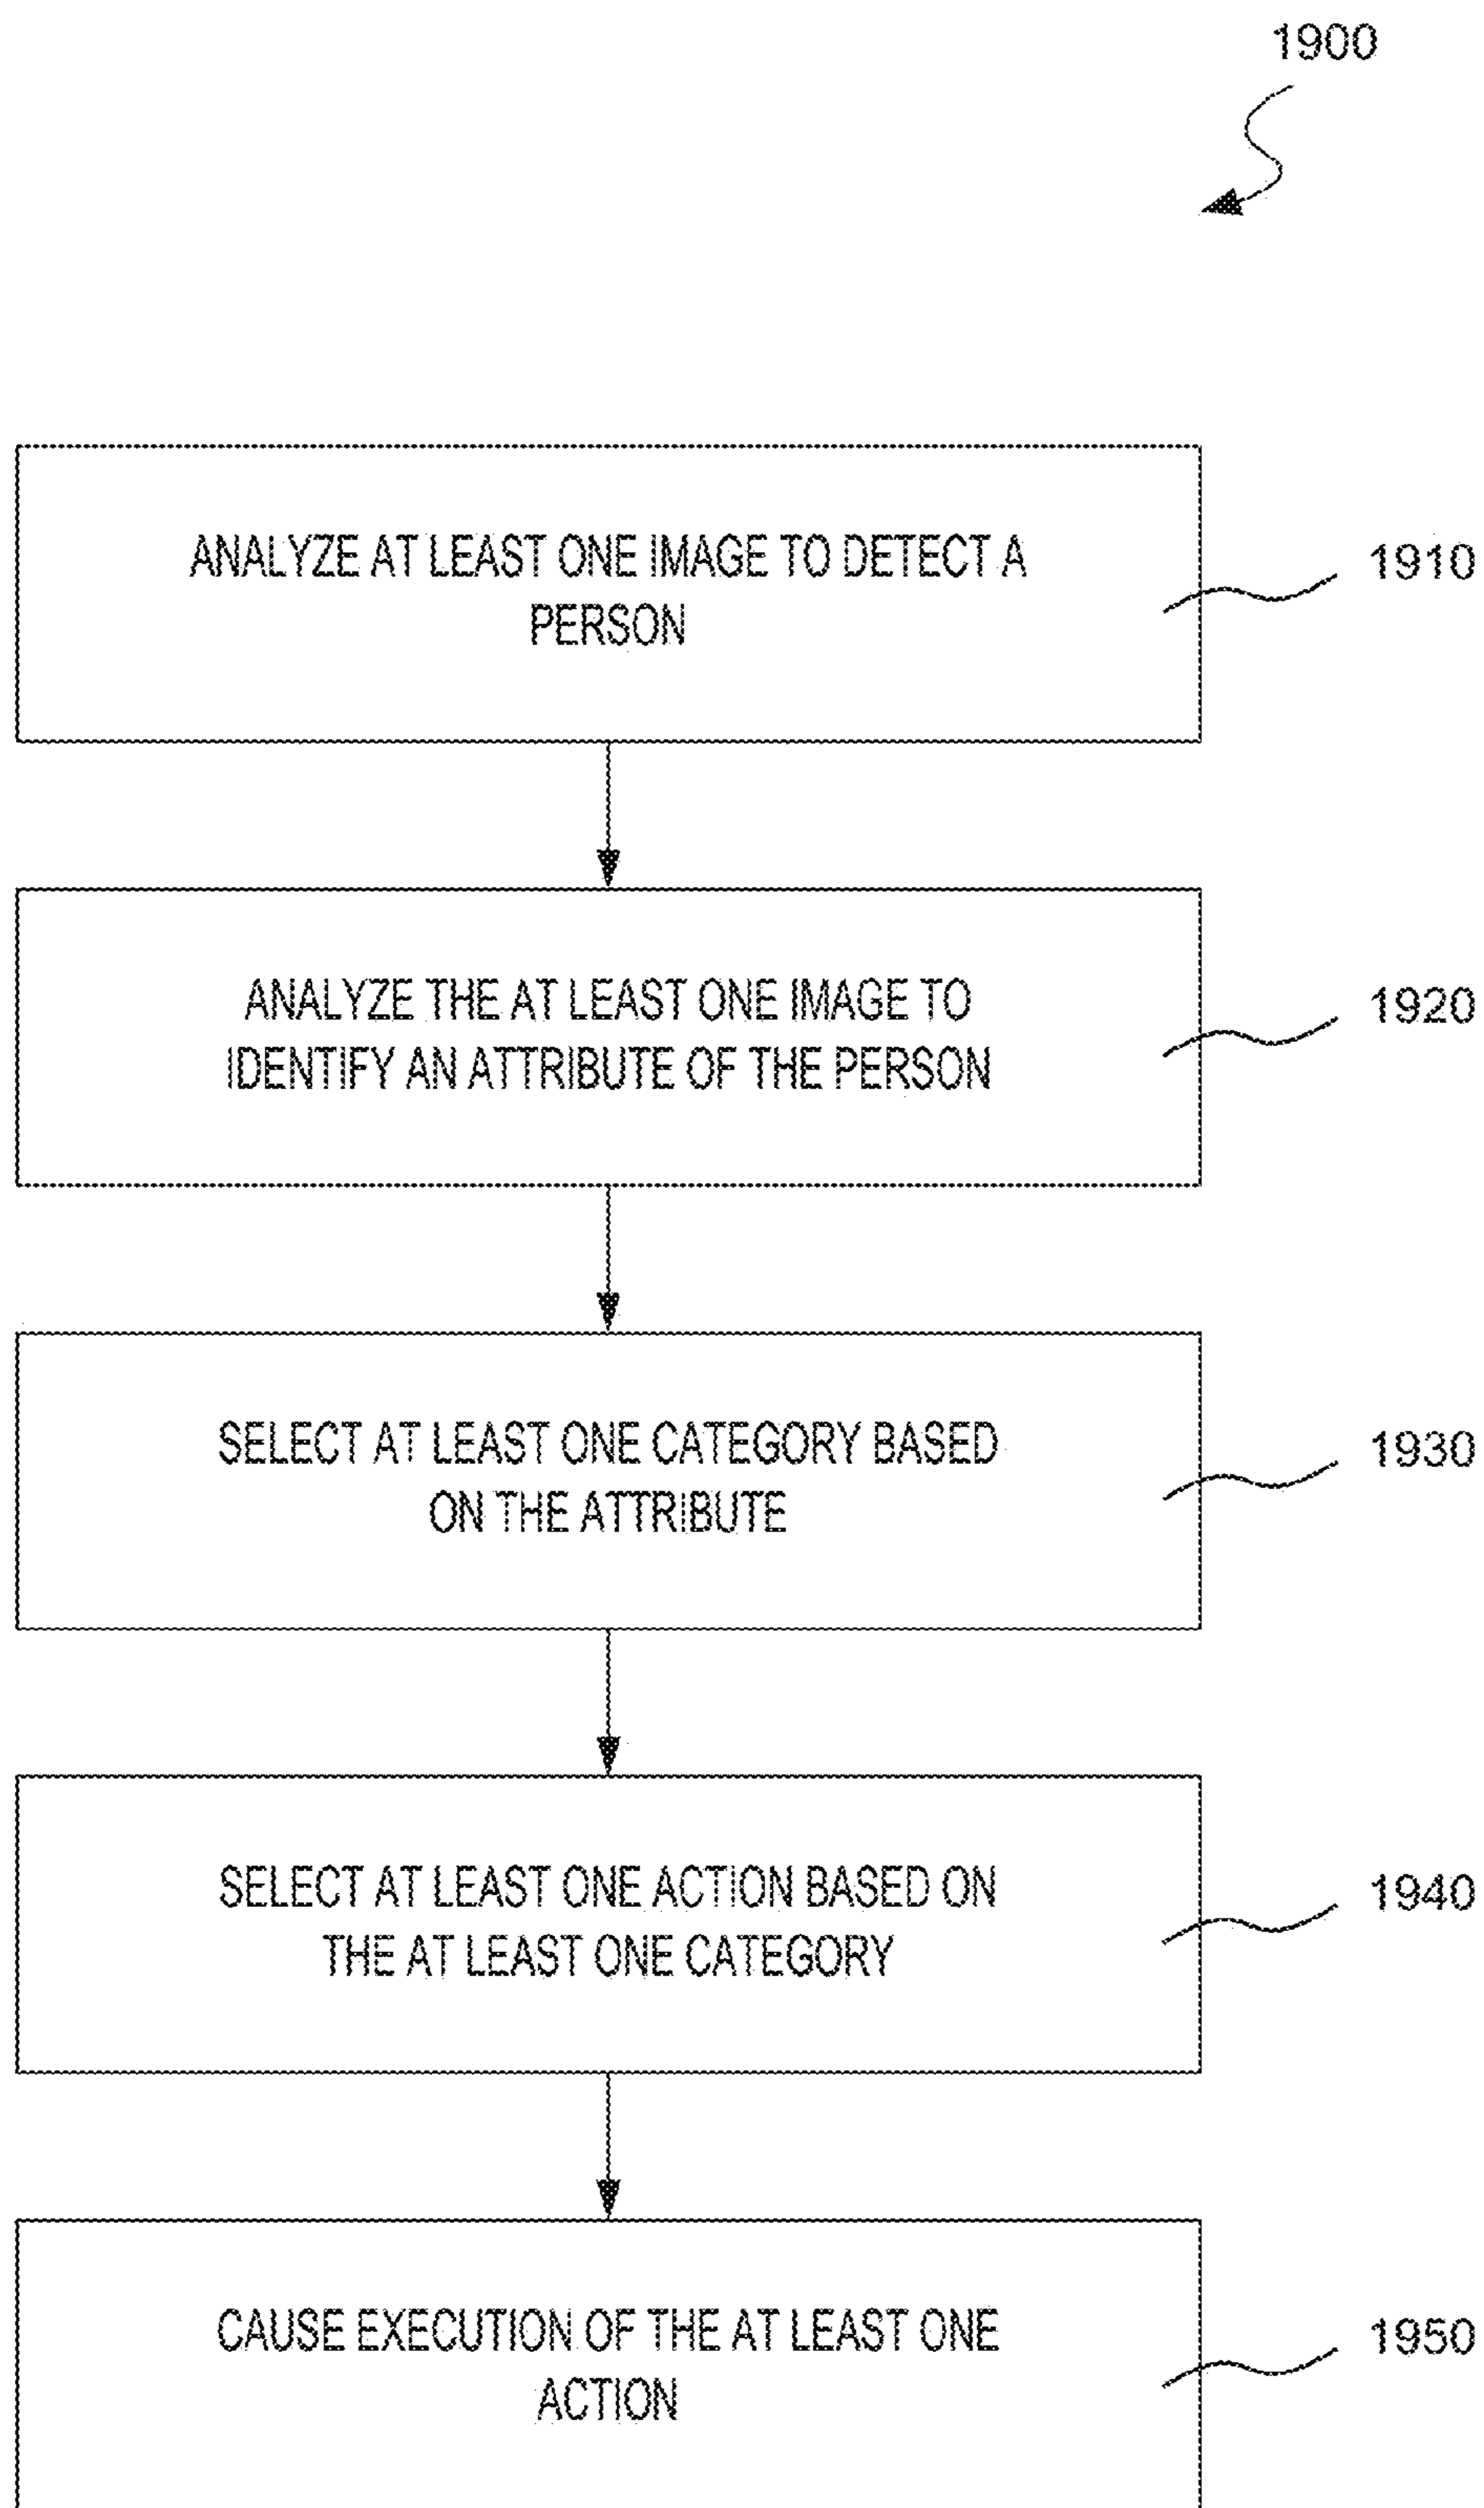 1900
ANALYZE AT LEAST ONE IMAGE TO DETECT A
PERSON
1910
ANALYZE THE AT LEAST ONE IMAGE TO
IDENTIFY AN ATTRIBUTE OF THE PERSON
1920
SELECT AT LEAST ONE CATEGORY BASED
ON THE ATTRIBUTE
1930
SELECT AT LEAST ONE ACTION BASED ON
THE AT LEAST ONE CATEGORY
1940
CAUSE EXECUTION OF THE AT LEAST ONE
ACTION
1950